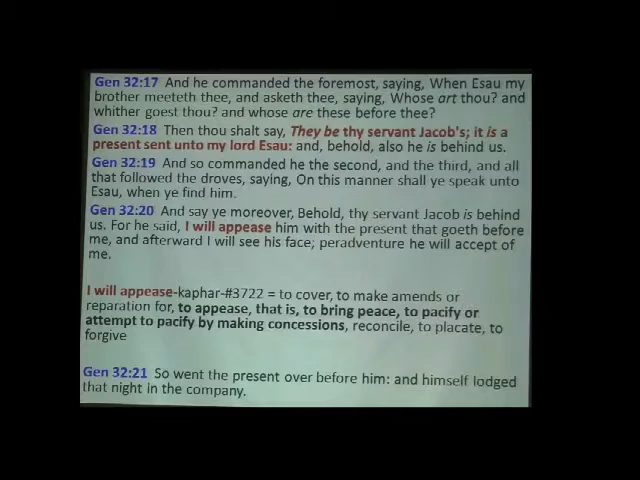 Gen 32:17 And he commanded the foremost, saying, When Esau my
brother meeteth thee, and asketh thee, saying, Whose art thou? and
whither goest thou? and whose are these before thee?
Gen 32:18 Then thou shalt say, They be thy servant Jacob's; it is a
present sent unto my lord Esau: and, behold, also he is behind us.
Gen 32:19 And so commanded he the second, and the third, and all
that followed the droves, saying, On this manner shall ye speak unto
Esau, when ye find him.
Gen 32:20 And say ye moreover, Behold, thy servant Jacob is behind
us. For he said, I will appease him with the present that goeth before
me, and afterward I will see his face; peradventure he will accept of
me.
I will appease-kaphar-#3722 = to cover, to make amends or
reparation for, to appease, that is, to bring peace, to pacify or
attempt to pacify by making concessions, reconcile, to placate, to
forgive
Gen 32:21 So went the present over before him: and himself lodged
that night in the company.